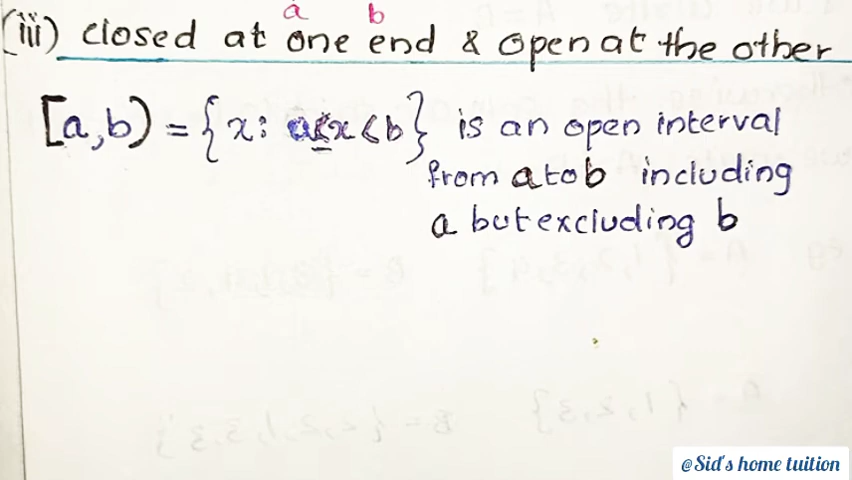 a b
(iii) closed at one end & open at the other
[a,b) = {x: a≤x<b} is an open interval
from a to b including
a but excluding b
@Sid's home tuition